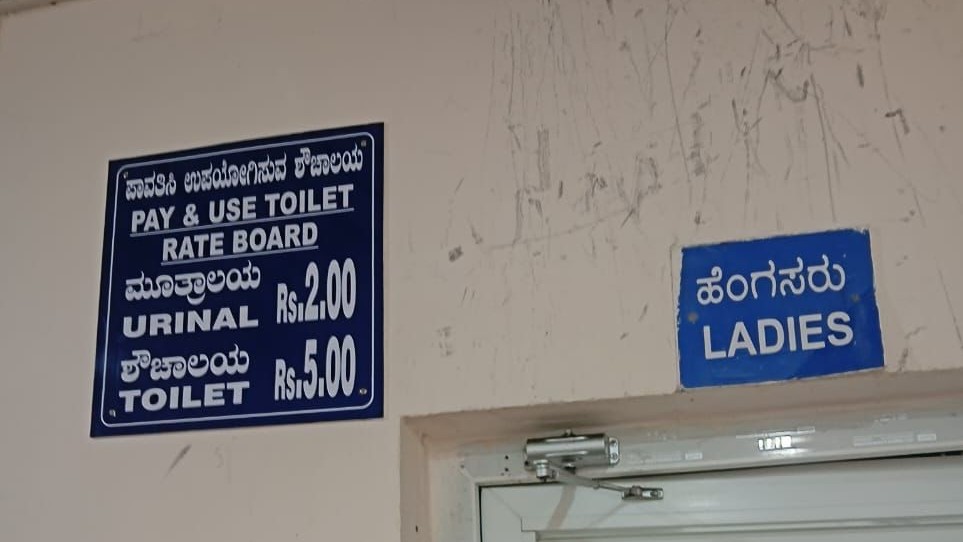 ಪಾವತಿಸಿ ಉಪಯೋಗಿಸುವ ಶೌಚಾಲಯ
PAY & USE TOILET
RATE BOARD
ಮೂತ್ರಾಲಯ
URINAL Rs.2.00
ಶೌಚಾಲಯ
TOILET Rs.5.00
ಹೆಂಗಸರು
LADIES